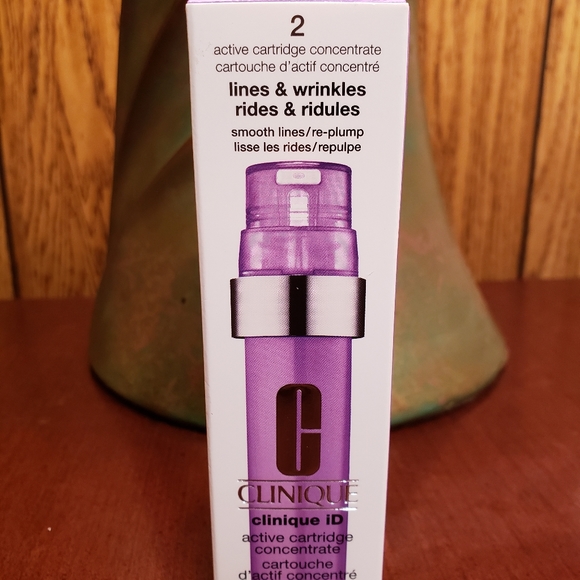 2
active cartridge concentrate
cartouche d'actif concentré
lines & wrinkles
rides & ridules
smooth lines/re-plump
lisse les rides/repulpe
C
CLINIQUE
clinique iD
active cartridge
concentrate
cartouche
d'actif concentré